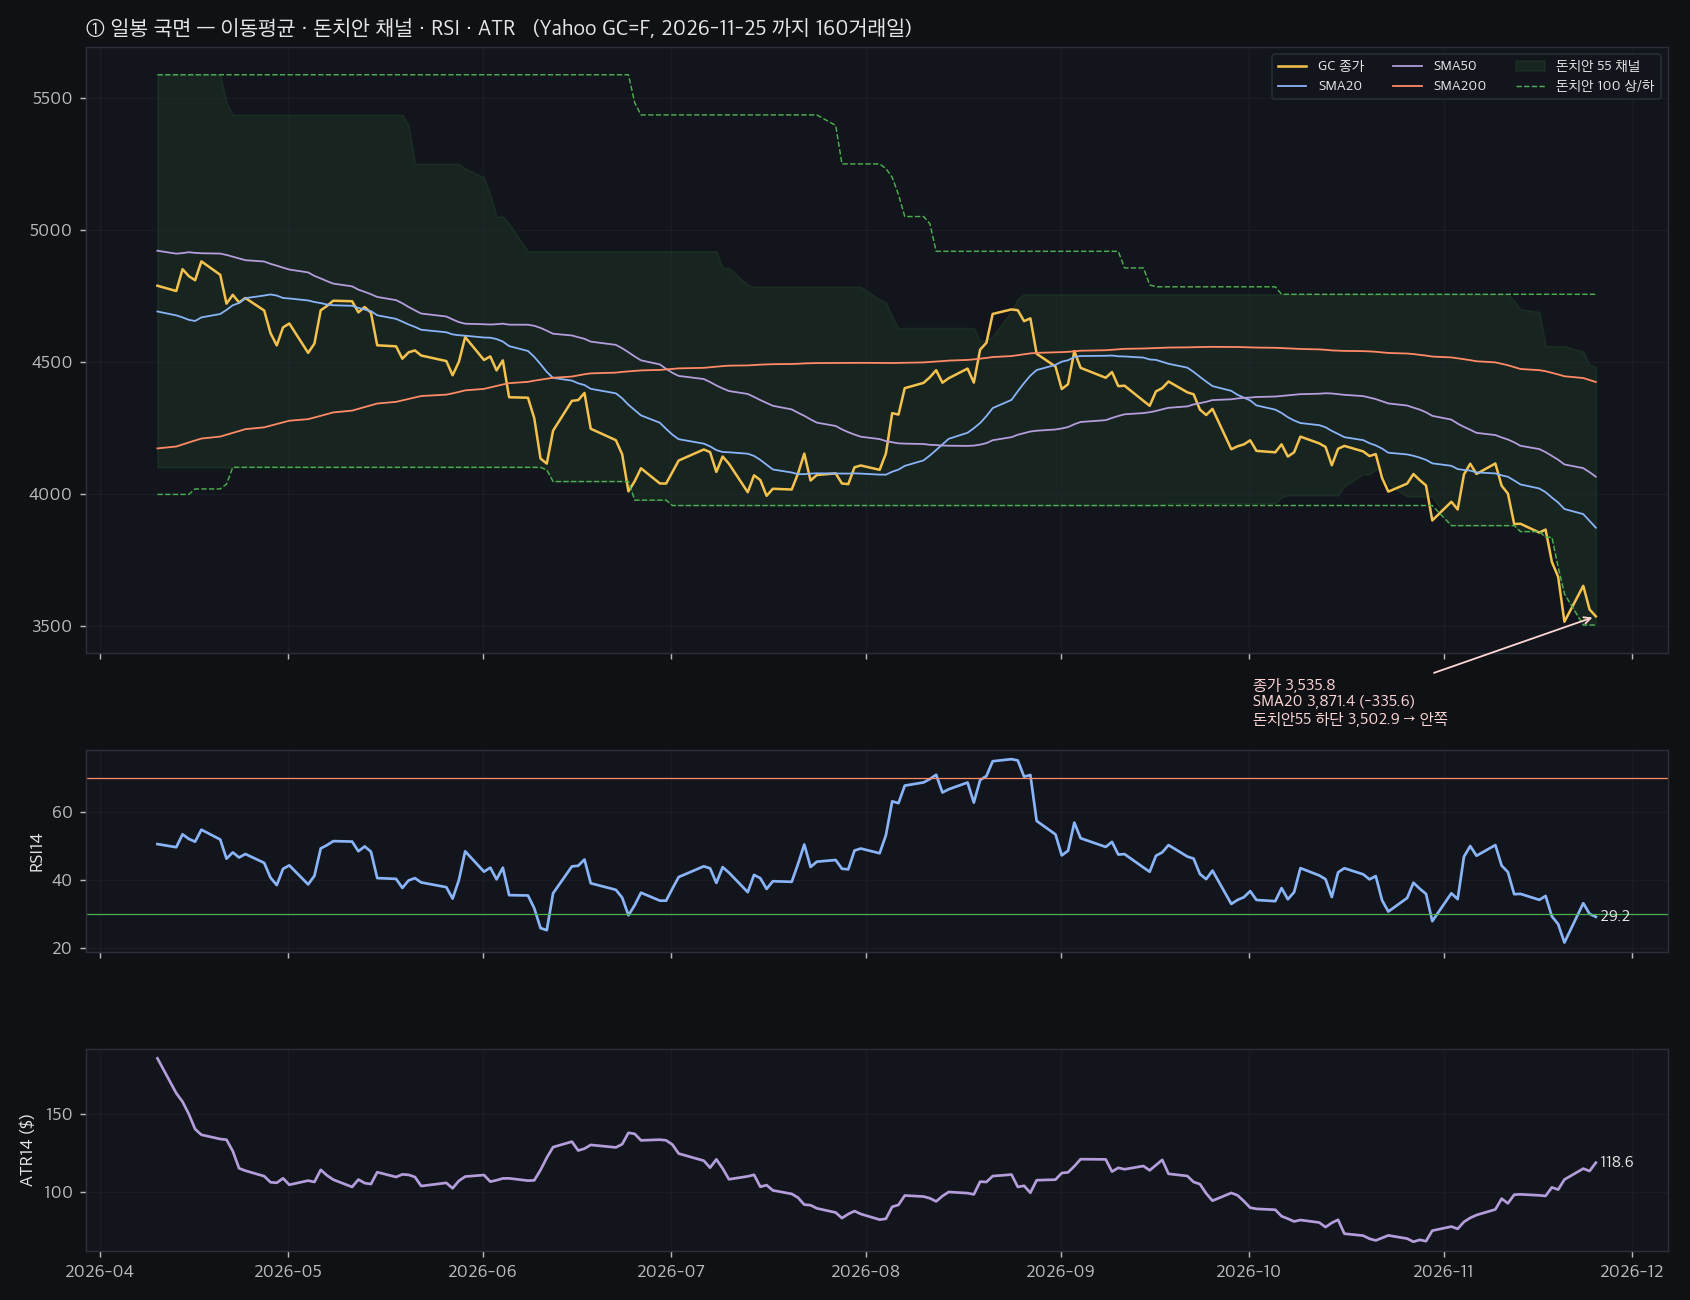 ① 일봉 국면 — 이동평균 · 돈치안 채널 · RSI · ATR (Yahoo GC=F, 2026-11-25 까지 160거래일)
GC 종가
SMA20
SMA50
SMA200
돈치안 55 채널
돈치안 100 상/하
5500
5000
4500
4000
3500
종가 3,535.8
SMA20 3,871.4 (-335.6)
돈치안55 하단 3,502.9 → 안쪽
RSI14
60
40
20
29.2
ATR14 ($)
150
100
118.6
2026-04
2026-05
2026-06
2026-07
2026-08
2026-09
2026-10
2026-11
2026-12